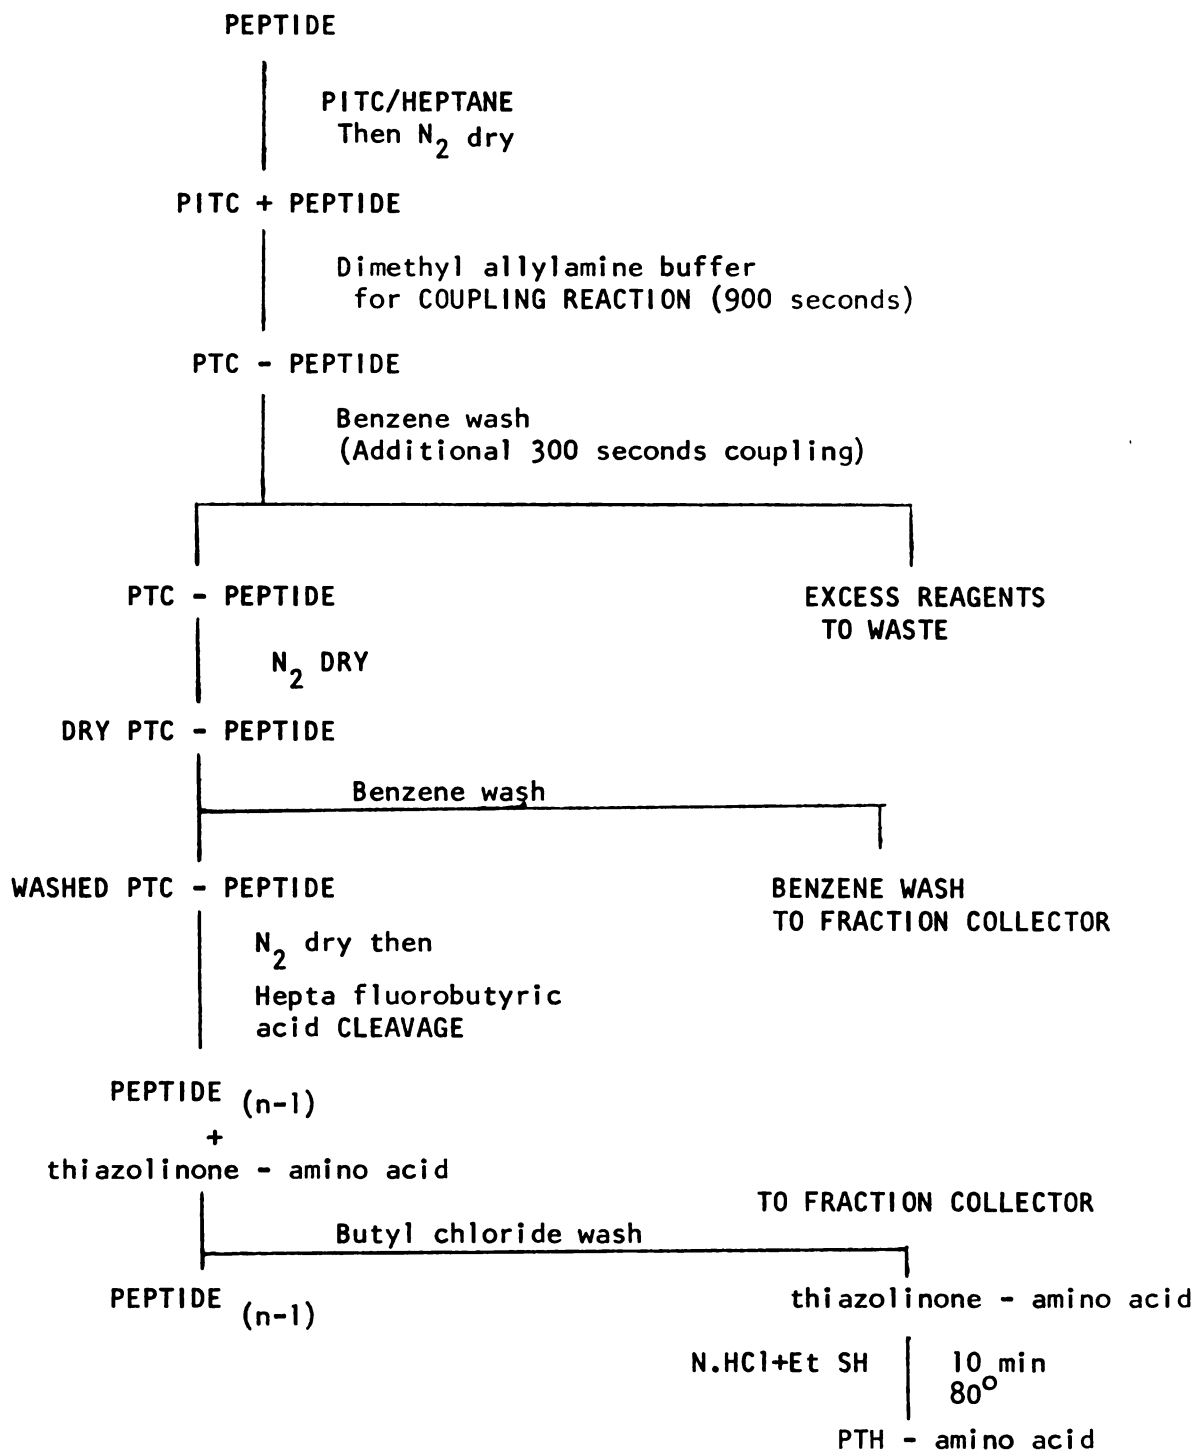 PEPTIDE
PITC/HEPTANE
Then N2 dry
PITC + PEPTIDE
Dimethyl allylamine buffer
for COUPLING REACTION (900 seconds)
PTC - PEPTIDE
Benzene wash
(Additional 300 seconds coupling)
PTC - PEPTIDE
EXCESS REAGENTS
TO WASTE
N2 DRY
DRY PTC - PEPTIDE
Benzene wash
WASHED PTC - PEPTIDE
BENZENE WASH
TO FRACTION COLLECTOR
N2 dry then
Hepta fluorobutyric
acid CLEAVAGE
PEPTIDE (n-1)
+
thiazolinone - amino acid
TO FRACTION COLLECTOR
Butyl chloride wash
PEPTIDE (n-1)
thiazolinone - amino acid
N.HCl+Et SH
10 min
80°
PTH - amino acid